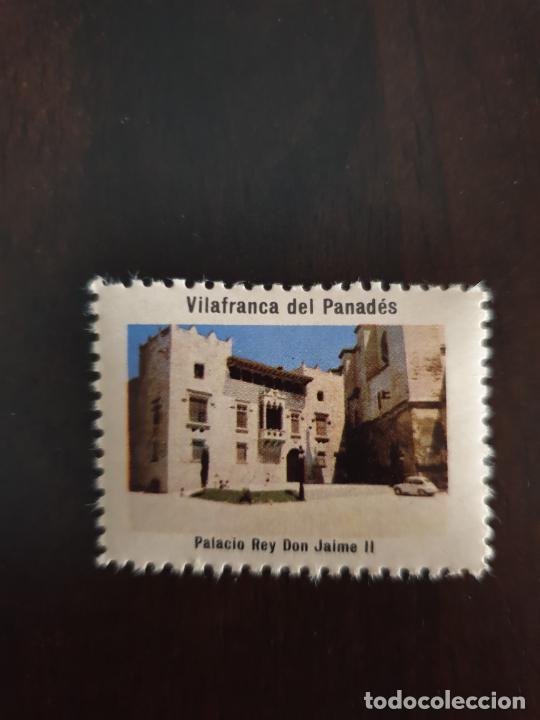 Vilafranca del Panadés
Palacio Rey Don Jaime II
todocoleccion